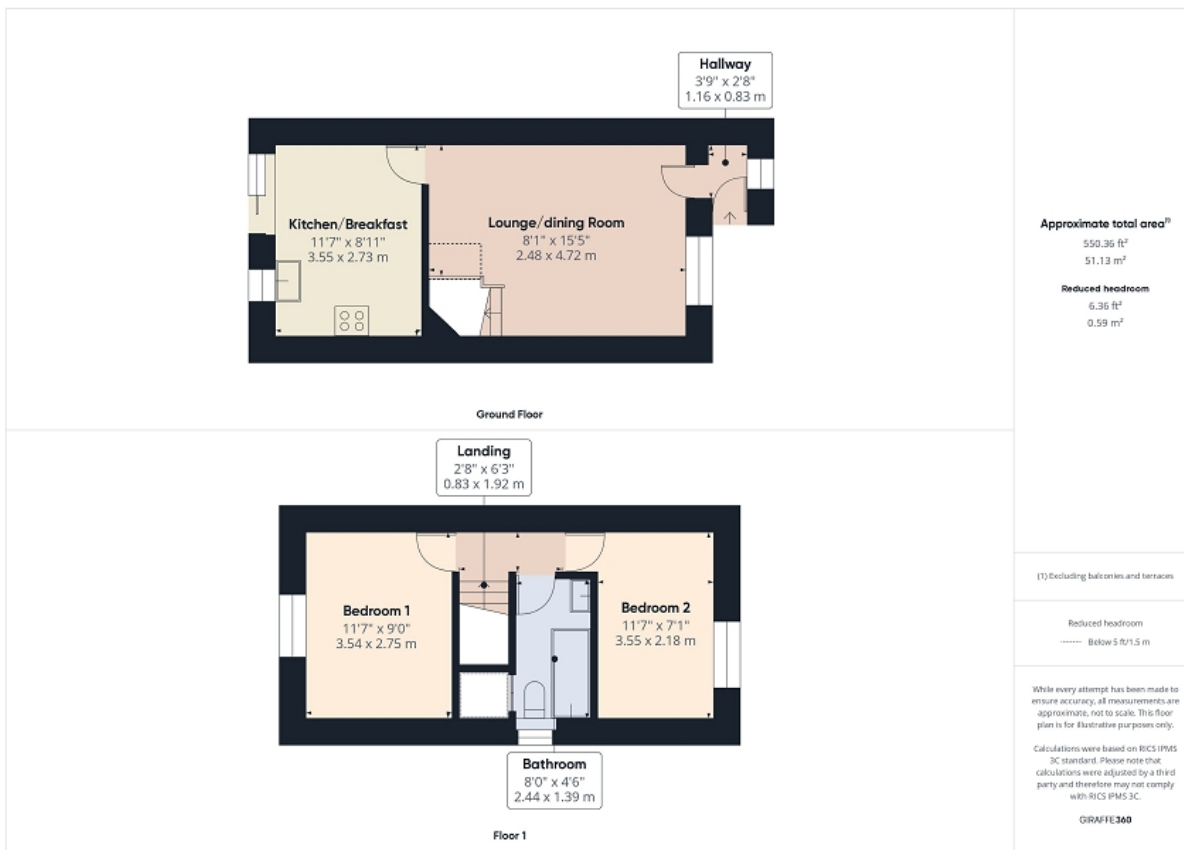 Hallway
3'9" x 2'8"
1.16 x 0.83 m
Kitchen/Breakfast
11'7" x 8'11"
3.55 x 2.73 m
Lounge/dining Room
8'1" x 15'5"
2.48 x 4.72 m
Ground Floor
Landing
2'8" x 6'3"
0.83 x 1.92 m
Bedroom 1
11'7" x 9'0"
3.54 x 2.75 m
Bedroom 2
11'7" x 7'1"
3.55 x 2.18 m
Bathroom
8'0" x 4'6"
2.44 x 1.39 m
Floor 1
Approximate total area⁽¹⁾
550.36 ft²
51.13 m²
Reduced headroom
6.36 ft²
0.59 m²
(1) Excluding balconies and terraces
Reduced headroom
Below 5 ft/1.5 m
While every attempt has been made to
ensure accuracy, all measurements are
approximate, not to scale. This floor
plan is for illustrative purposes only.
Calculations were based on RICS IPMS
3C standard. Please note that
calculations were adjusted by a third
party and therefore may not comply
with RICS IPMS 3C.
GIRAFFE360